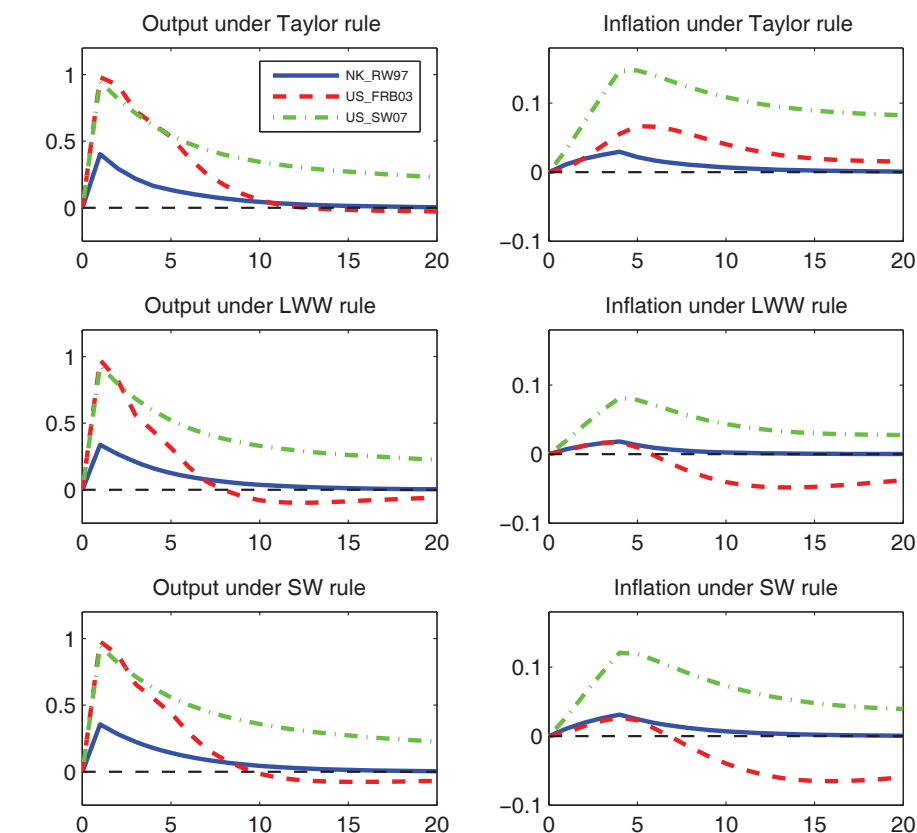 Output under Taylor rule
1
0.5
0
0 5 10 15 20
NK_RW97
US_FRB03
US_SW07
Inflation under Taylor rule
0.1
0
−0.1
0 5 10 15 20
Output under LWW rule
1
0.5
0
0 5 10 15 20
Inflation under LWW rule
0.1
0
−0.1
0 5 10 15 20
Output under SW rule
1
0.5
0
0 5 10 15 20
Inflation under SW rule
0.1
0
−0.1
0 5 10 15 20